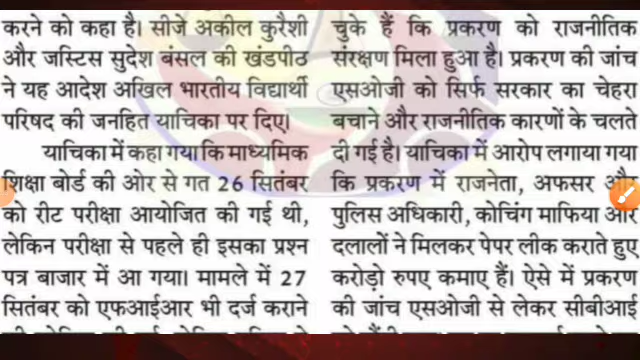 करने को कहा है। सीजे अकील कुरैशी
और जस्टिस सुदेश बंसल की खंडपीठ
ने यह आदेश अखिल भारतीय विद्यार्थी
परिषद की जनहित याचिका पर दिए।
याचिका में कहा गया कि माध्यमिक
शिक्षा बोर्ड की ओर से गत 26 सितंबर
को रीट परीक्षा आयोजित की गई थी,
लेकिन परीक्षा से पहले ही इसका प्रश्न
पत्र बाजार में आ गया। मामले में 27
सितंबर को एफआईआर भी दर्ज कराने
चुके हैं कि प्रकरण को राजनीतिक
संरक्षण मिला हुआ है। प्रकरण की जांच
एसओजी को सिर्फ सरकार का चेहरा
बचाने और राजनीतिक कारणों के चलते
दी गई है। याचिका में आरोप लगाया गया
कि प्रकरण में राजनेता, अफसर और
पुलिस अधिकारी, कोचिंग माफिया और
दलालों ने मिलकर पेपर लीक कराते हुए
करोड़ो रुपए कमाए हैं। ऐसे में प्रकरण
की जांच एसओजी से लेकर सीबीआई